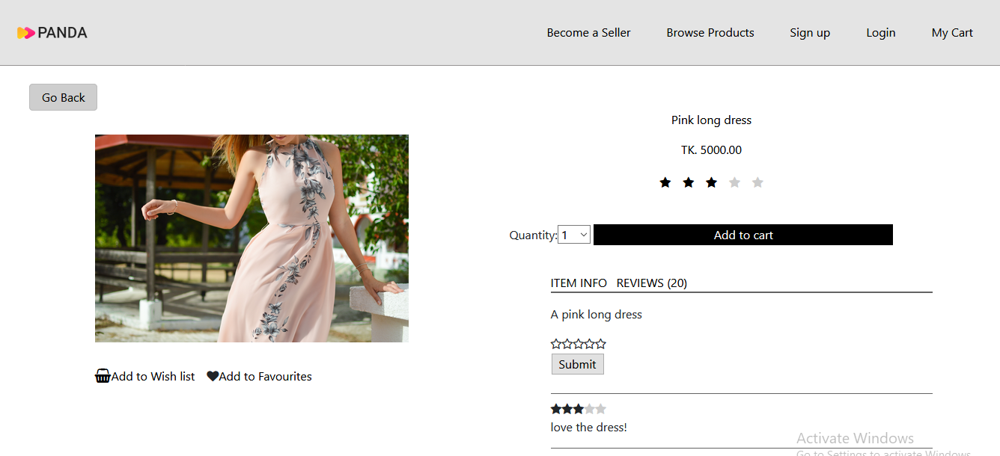 PANDA
Become a Seller
Browse Products
Sign up
Login
My Cart
Go Back
Pink long dress
TK. 5000.00
Quantity: 1
Add to cart
ITEM INFO REVIEWS (20)
A pink long dress
Submit
Add to Wish list
Add to Favourites
love the dress!
Activate Windows
Go to Settings to activate Windows.